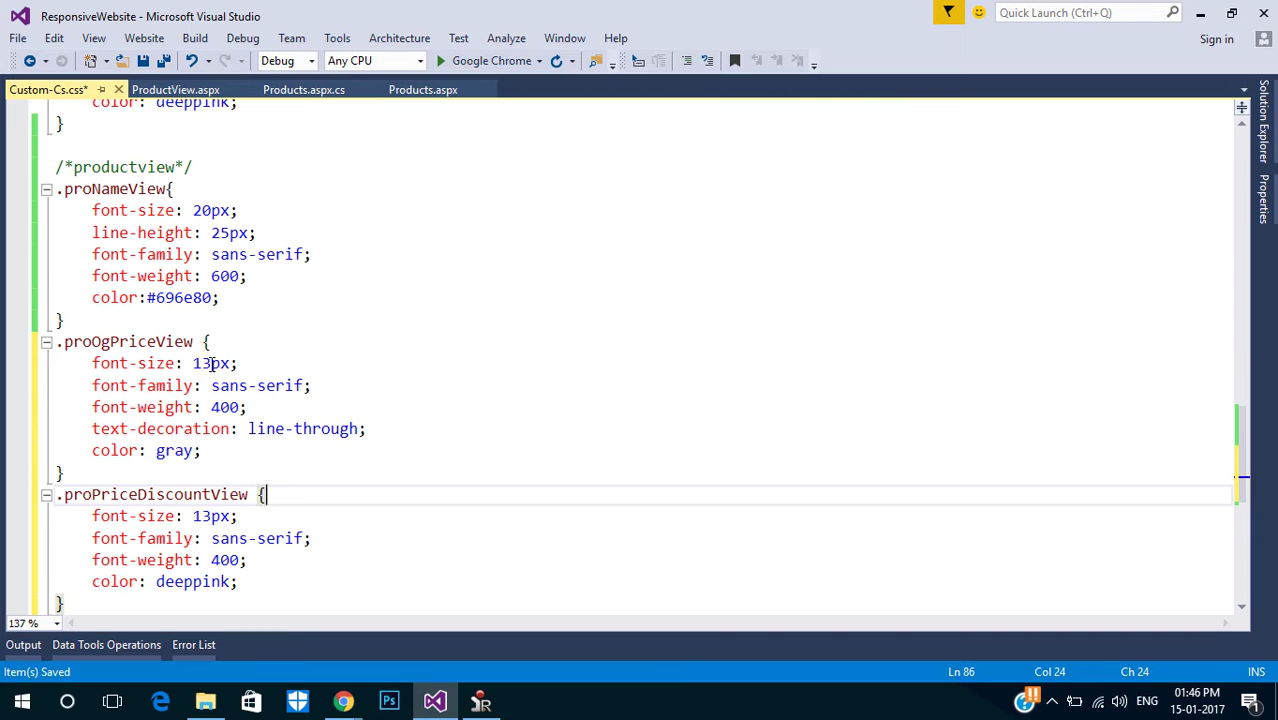 ResponsiveWebsite - Microsoft Visual Studio
Quick Launch (Ctrl+Q)
File Edit View Website Build Debug Team Tools Architecture Test Analyze Window Help
Sign in
Debug Any CPU Google Chrome
Custom-Cs.css* ProductView.aspx Products.aspx.cs Products.aspx
Solution Explorer
Properties
color: deeppink;
}
/*productview*/
.proNameView{
font-size: 20px;
line-height: 25px;
font-family: sans-serif;
font-weight: 600;
color:#696e80;
}
.proOgPriceView {
font-size: 13px;
font-family: sans-serif;
font-weight: 400;
text-decoration: line-through;
color: gray;
}
.proPriceDiscountView {
font-size: 13px;
font-family: sans-serif;
font-weight: 400;
color: deeppink;
}
137 %
Output Data Tools Operations Error List
Item(s) Saved Ln 86 Col 24 Ch 24 INS
Ps ENG 01:46 PM
15-01-2017